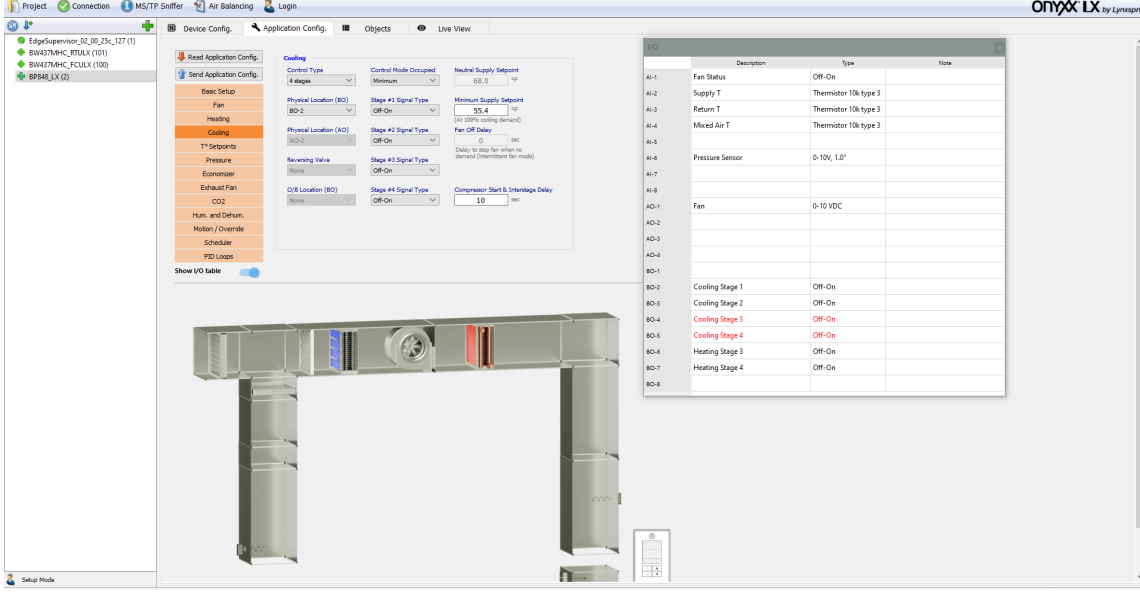 Project Connection MS/TP Sniffer Air Balancing Login
ONYXX LX by Lynxspri
EdgeSupervisor_02_00_25c_127 (1)
BW437MHC_RTULX (101)
BW437MHC_FCULX (100)
BP848_LX (2)
Device Config. Application Config. Objects Live View
Read Application Config.
Send Application Config.
Basic Setup
Fan
Heating
Cooling
T° Setpoints
Pressure
Economizer
Exhaust Fan
CO2
Hum. and Dehum.
Motion / Override
Scheduler
PID Loops
Show I/O table
Cooling
Control Type Control Mode Occupied Neutral Supply Setpoint
4 stages Minimum 68.0 °F
Physical Location (BO) Stage #1 Signal Type Minimum Supply Setpoint
BO-2 Off-On 55.4 °F
(At 100% cooling demand)
Physical Location (AO) Stage #2 Signal Type Fan Off Delay
AO-2 Off-On 0 sec
Delay to stop fan when no
demand (intermittent fan mode)
Reversing Valve Stage #3 Signal Type
None Off-On
O/B Location (BO) Stage #4 Signal Type Compressor Start & Interstage Delay
None Off-On 10 sec
I/O x
Description Type Note
AI-1 Fan Status Off-On
AI-2 Supply T Thermistor 10k type 3
AI-3 Return T Thermistor 10k type 3
AI-4 Mixed Air T Thermistor 10k type 3
AI-5
AI-6 Pressure Sensor 0-10V, 1.0"
AI-7
AI-8
AO-1 Fan 0-10 VDC
AO-2
AO-3
AO-4
BO-1
BO-2 Cooling Stage 1 Off-On
BO-3 Cooling Stage 2 Off-On
BO-4 Cooling Stage 3 Off-On
BO-5 Cooling Stage 4 Off-On
BO-6 Heating Stage 3 Off-On
BO-7 Heating Stage 4 Off-On
BO-8
Setup Mode